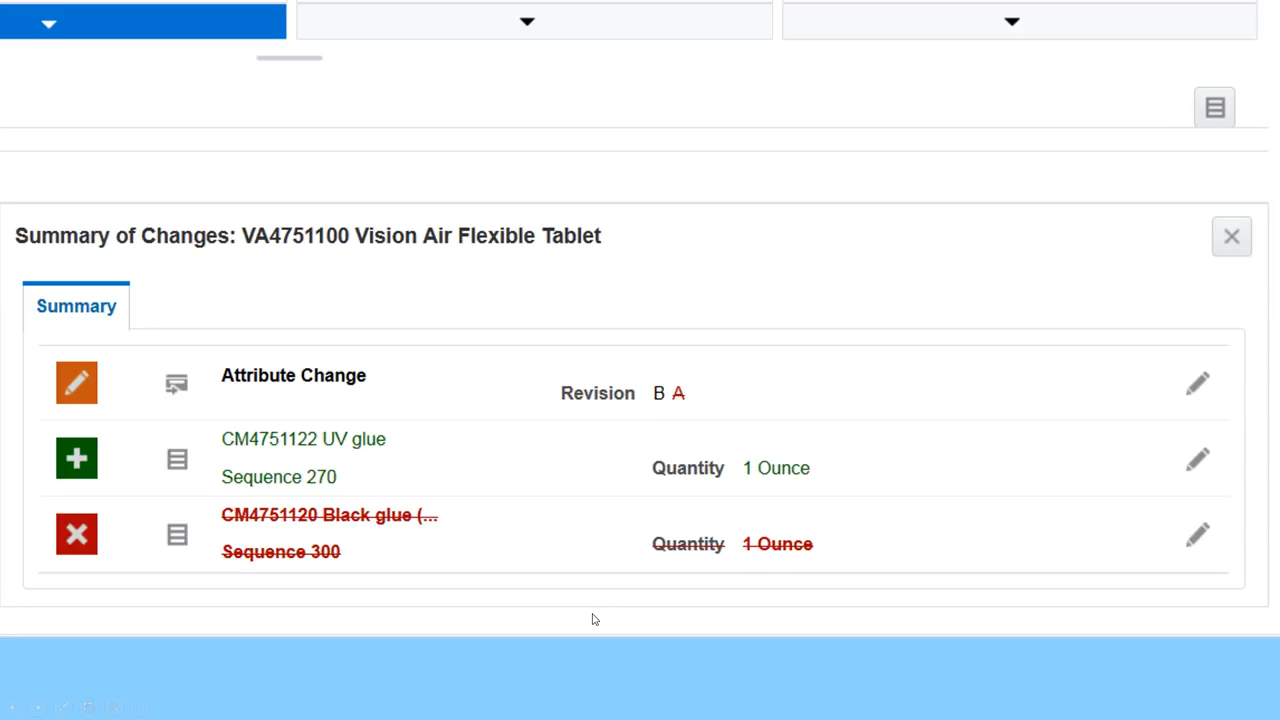 Summary of Changes: VA4751100 Vision Air Flexible Tablet
Summary
Attribute Change
Revision B A
CM4751122 UV glue
Sequence 270
Quantity 1 Ounce
CM4751120 Black glue (...
Sequence 300
Quantity 1 Ounce